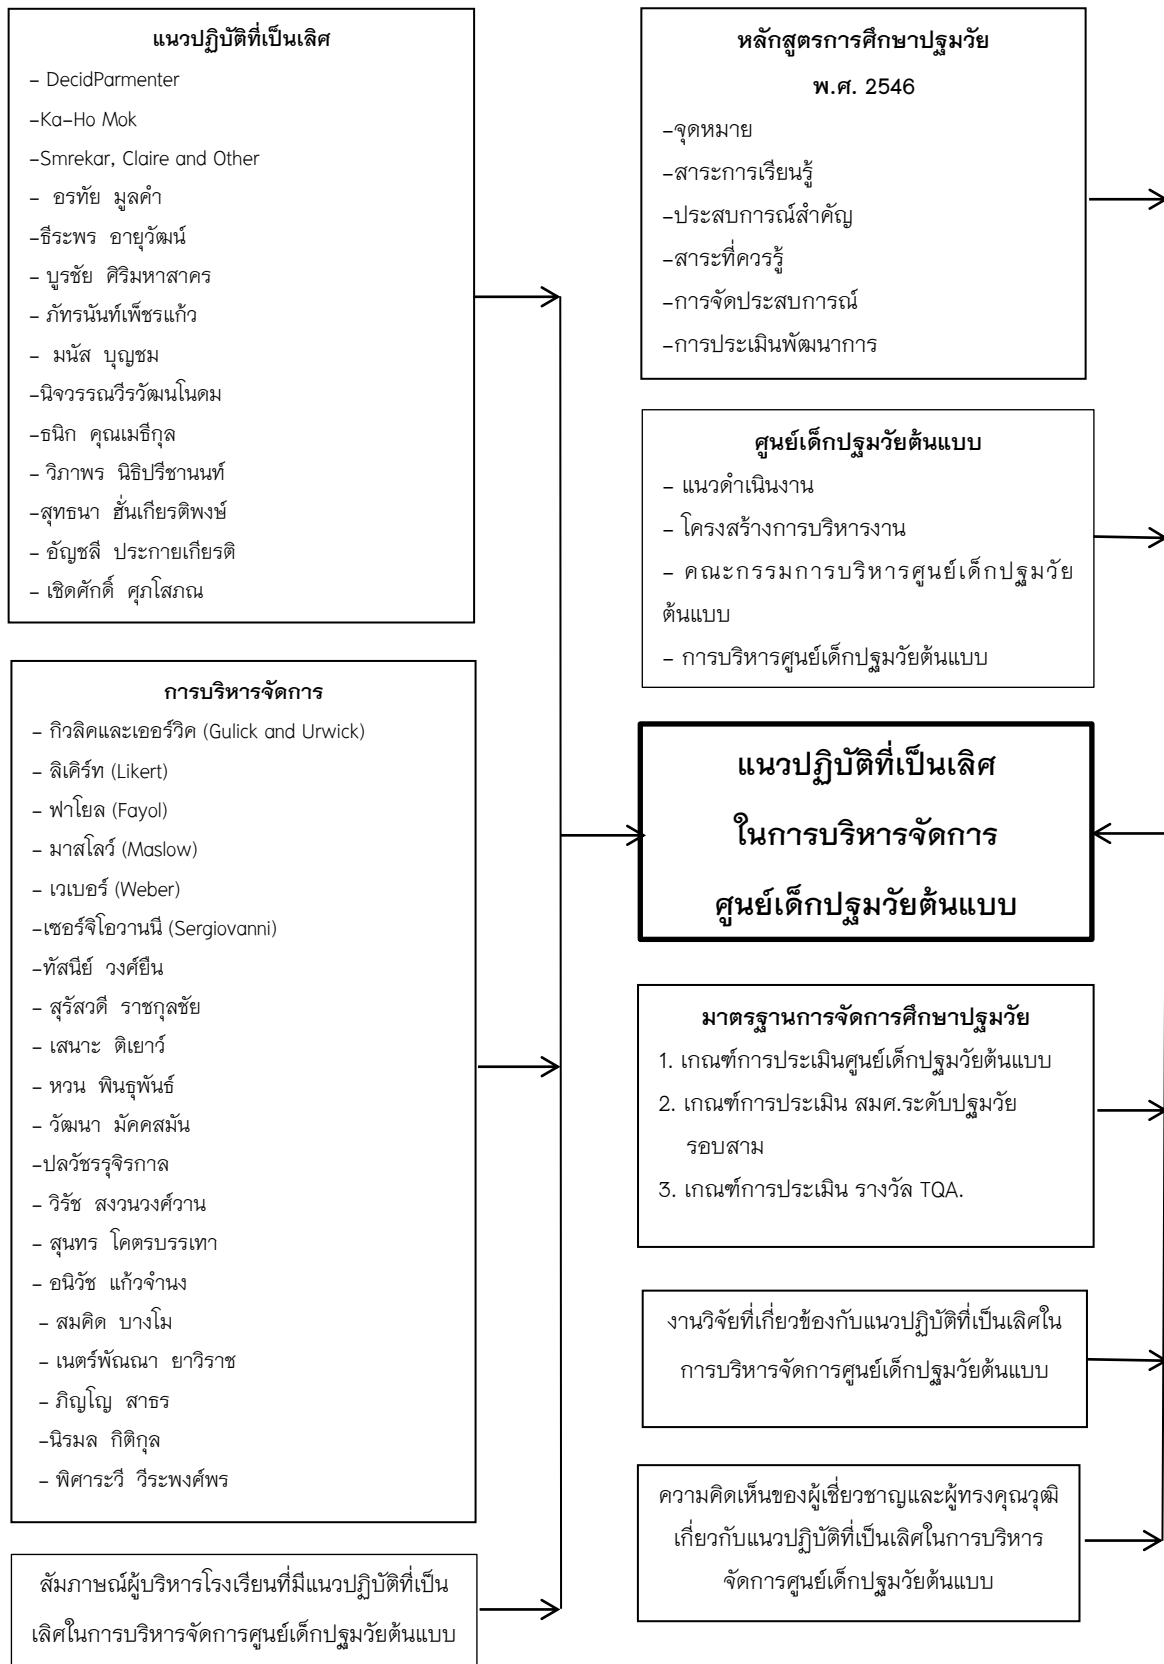 แนวปฏิบัติที่เป็นเลิศ
– DecidParmenter
–Ka–Ho Mok
–Smrekar, Claire and Other
– อรทัย มูลคำ
–ธีระพร อายุวัฒน์
– บูรชัย ศิริมหาสาคร
– ภัทรนันท์เพ็ชรแก้ว
– มนัส บุญชม
–นิจวรรณวีรวัฒนโนดม
–ธนิก คุณเมธีกุล
– วิภาพร นิธิปรีชานนท์
–สุทธนา ฮั่นเกียรติพงษ์
– อัญชลี ประกายเกียรติ
– เชิดศักดิ์ ศุภโสภณ
การบริหารจัดการ
– กิวลิคและเออร์วิค (Gulick and Urwick)
– ลิเคิร์ท (Likert)
– ฟาโยล (Fayol)
– มาสโลว์ (Maslow)
– เวเบอร์ (Weber)
–เซอร์จิโอวานนี (Sergiovanni)
–ทัสนีย์ วงศ์ยืน
– สุรัสวดี ราชกุลชัย
– เสนาะ ติเยาว์
– หวน พินธุพันธ์
– วัฒนา มัคคสมัน
–ปลวัชรรุจิรกาล
– วิรัช สงวนวงศ์วาน
– สุนทร โคตรบรรเทา
– อนิวัช แก้วจำนง
– สมคิด บางโม
– เนตร์พัณณา ยาวิราช
– ภิญโญ สาธร
–นิรมล กิติกุล
– พิศาระวี วีระพงศ์พร
สัมภาษณ์ผู้บริหารโรงเรียนที่มีแนวปฏิบัติที่เป็น
เลิศในการบริหารจัดการศูนย์เด็กปฐมวัยต้นแบบ
หลักสูตรการศึกษาปฐมวัย
พ.ศ. 2546
–จุดหมาย
–สาระการเรียนรู้
–ประสบการณ์สำคัญ
–สาระที่ควรรู้
–การจัดประสบการณ์
–การประเมินพัฒนาการ
ศูนย์เด็กปฐมวัยต้นแบบ
– แนวดำเนินงาน
– โครงสร้างการบริหารงาน
– คณะกรรมการบริหารศูนย์เด็กปฐมวัย
ต้นแบบ
– การบริหารศูนย์เด็กปฐมวัยต้นแบบ
แนวปฏิบัติที่เป็นเลิศ
ในการบริหารจัดการ
ศูนย์เด็กปฐมวัยต้นแบบ
มาตรฐานการจัดการศึกษาปฐมวัย
1. เกณฑ์การประเมินศูนย์เด็กปฐมวัยต้นแบบ
2. เกณฑ์การประเมิน สมศ.ระดับปฐมวัย
รอบสาม
3. เกณฑ์การประเมิน รางวัล TQA.
งานวิจัยที่เกี่ยวข้องกับแนวปฏิบัติที่เป็นเลิศใน
การบริหารจัดการศูนย์เด็กปฐมวัยต้นแบบ
ความคิดเห็นของผู้เชี่ยวชาญและผู้ทรงคุณวุฒิ
เกี่ยวกับแนวปฏิบัติที่เป็นเลิศในการบริหาร
จัดการศูนย์เด็กปฐมวัยต้นแบบ